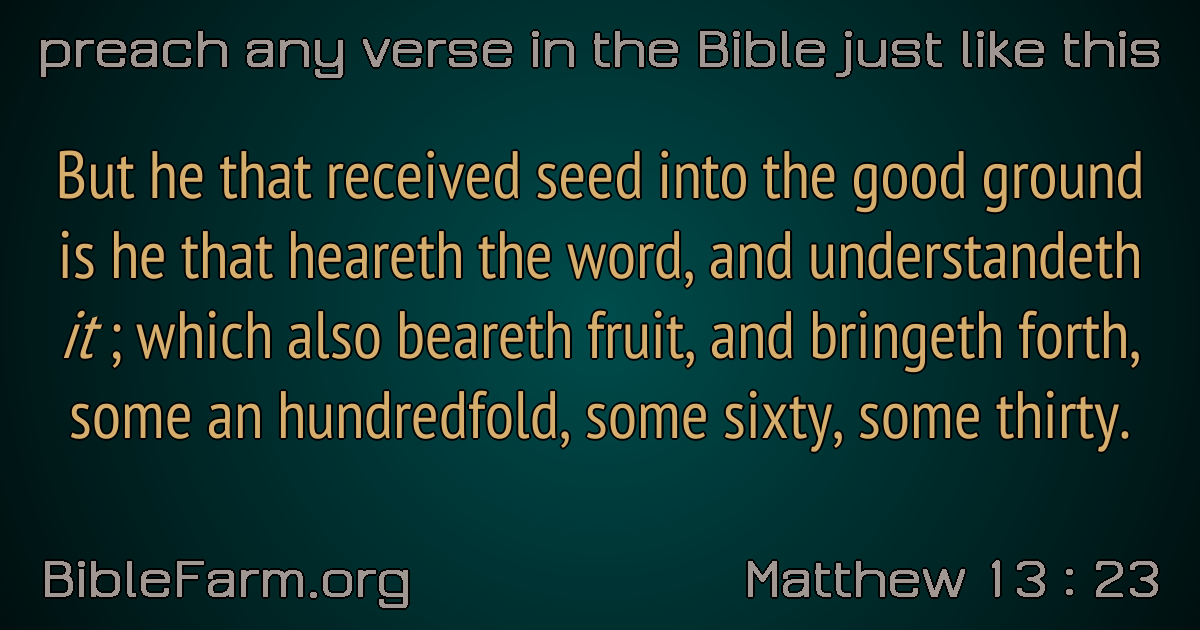 preach any verse in the Bible just like this
But he that received seed into the good ground
is he that heareth the word, and understandeth
it ; which also beareth fruit, and bringeth forth,
some an hundredfold, some sixty, some thirty.
BibleFarm.org
Matthew 13 : 23